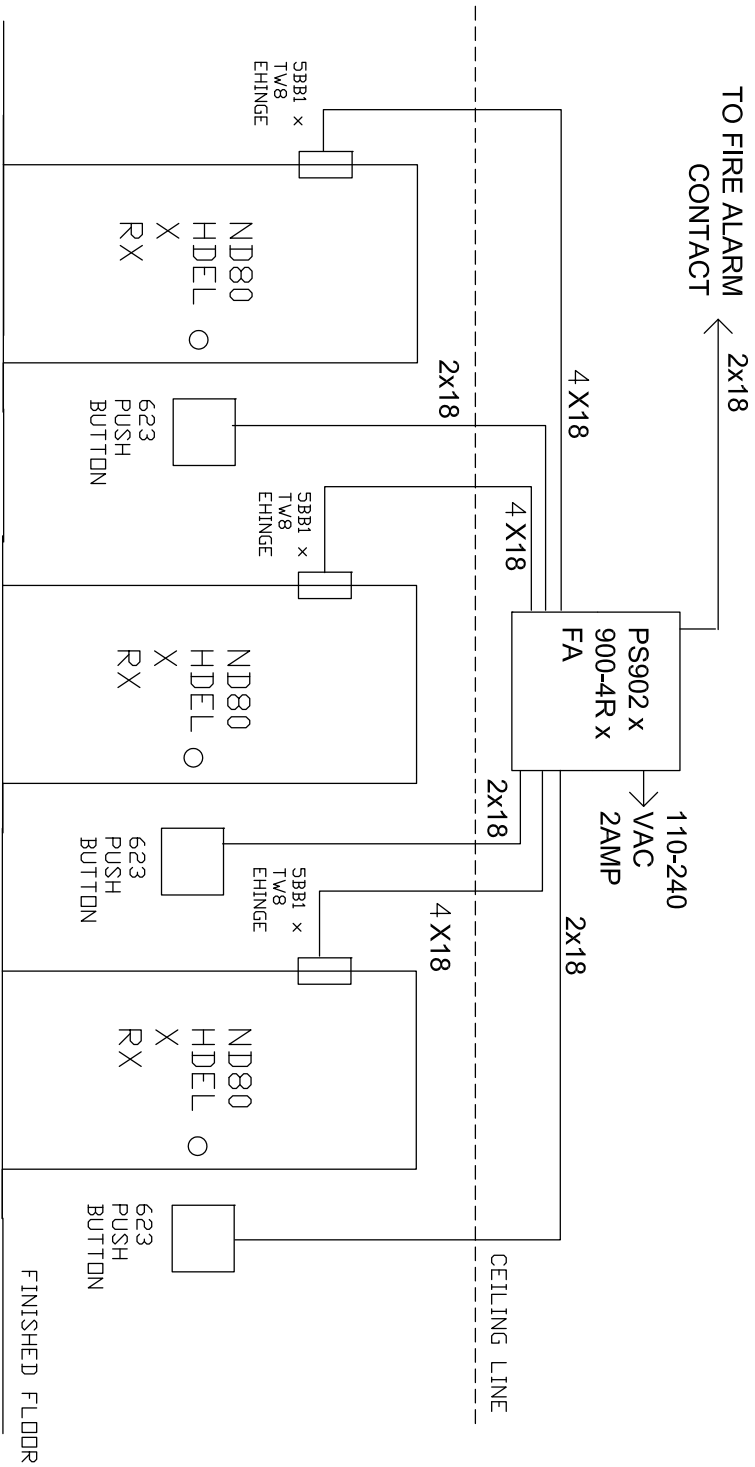 TO FIRE ALARM
CONTACT
2x18
PS902 x
900-4R x
FA
110-240
VAC
2AMP
4 X18
2x18
4 X18
2x18
4 X18
2x18
CEILING LINE
5BB1 x
TW8
EHINGE
ND80
HDEL
X
RX
623
PUSH
BUTTON
5BB1 x
TW8
EHINGE
ND80
HDEL
X
RX
623
PUSH
BUTTON
5BB1 x
TW8
EHINGE
ND80
HDEL
X
RX
623
PUSH
BUTTON
FINISHED FLOOR